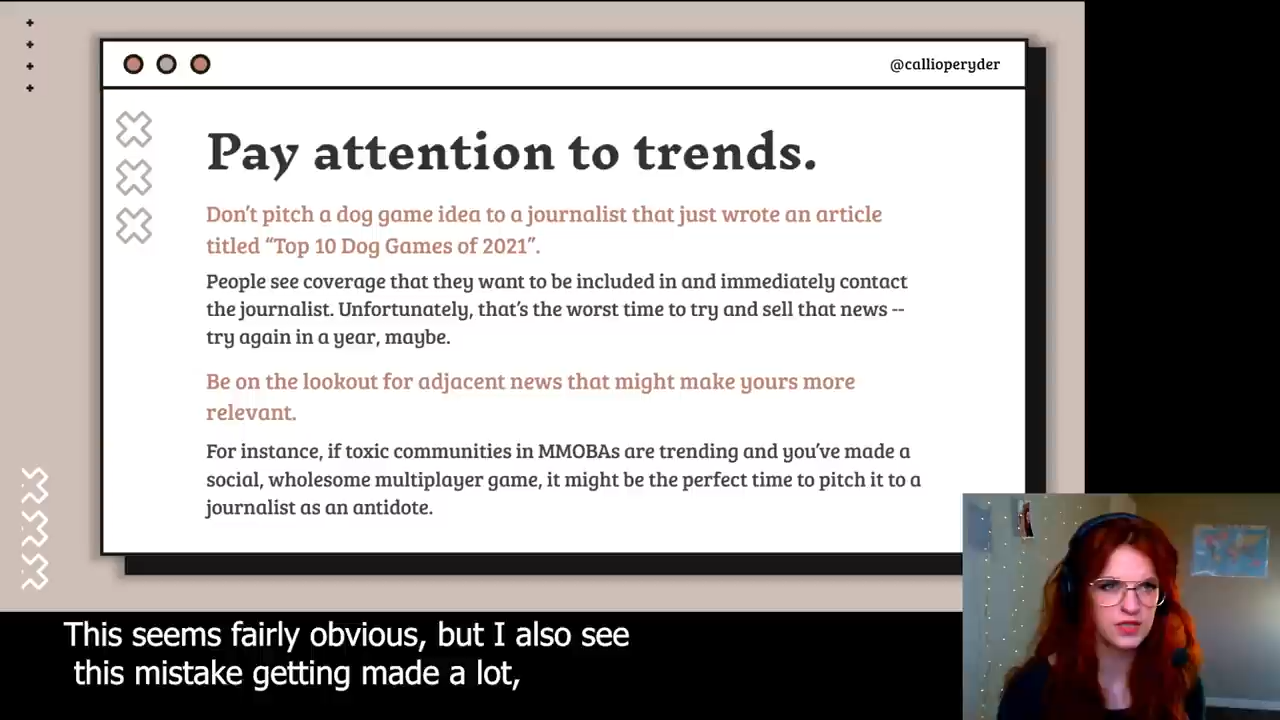 @callioperyder
Pay attention to trends.
Don't pitch a dog game idea to a journalist that just wrote an article
titled “Top 10 Dog Games of 2021”.
People see coverage that they want to be included in and immediately contact
the journalist. Unfortunately, that's the worst time to try and sell that news --
try again in a year, maybe.
Be on the lookout for adjacent news that might make yours more
relevant.
For instance, if toxic communities in MMOBAs are trending and you've made a
social, wholesome multiplayer game, it might be the perfect time to pitch it to a
journalist as an antidote.
This seems fairly obvious, but I also see
this mistake getting made a lot,